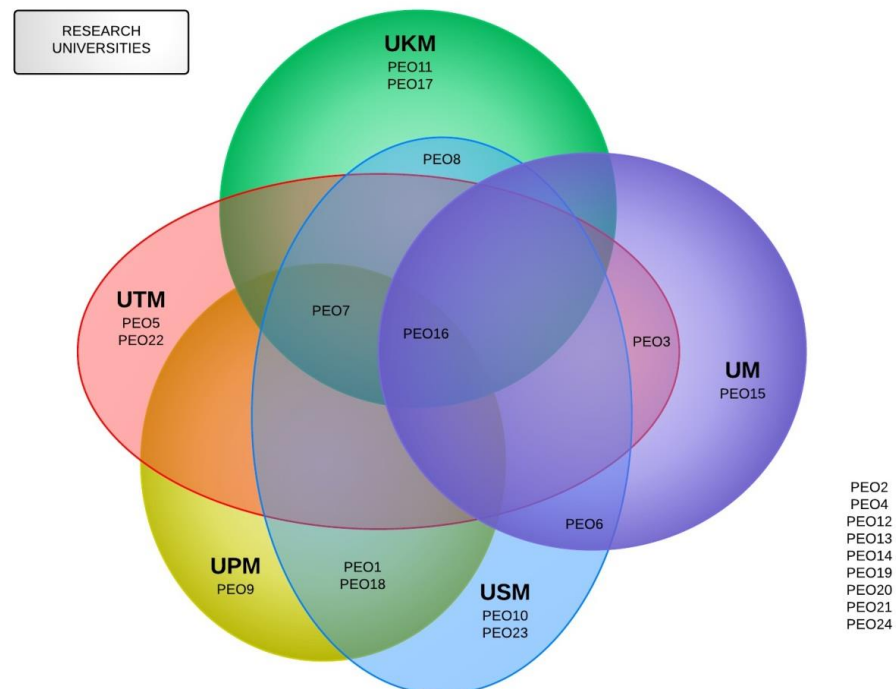 RESEARCH
UNIVERSITIES
UKM
PEO11
PEO17
PEO8
UTM
PEO5
PEO22
PEO7
PEO16
PEO3
UM
PEO15
UPM
PEO9
PEO1
PEO18
USM
PEO10
PEO23
PEO6
PEO2
PEO4
PEO12
PEO13
PEO14
PEO19
PEO20
PEO21
PEO24